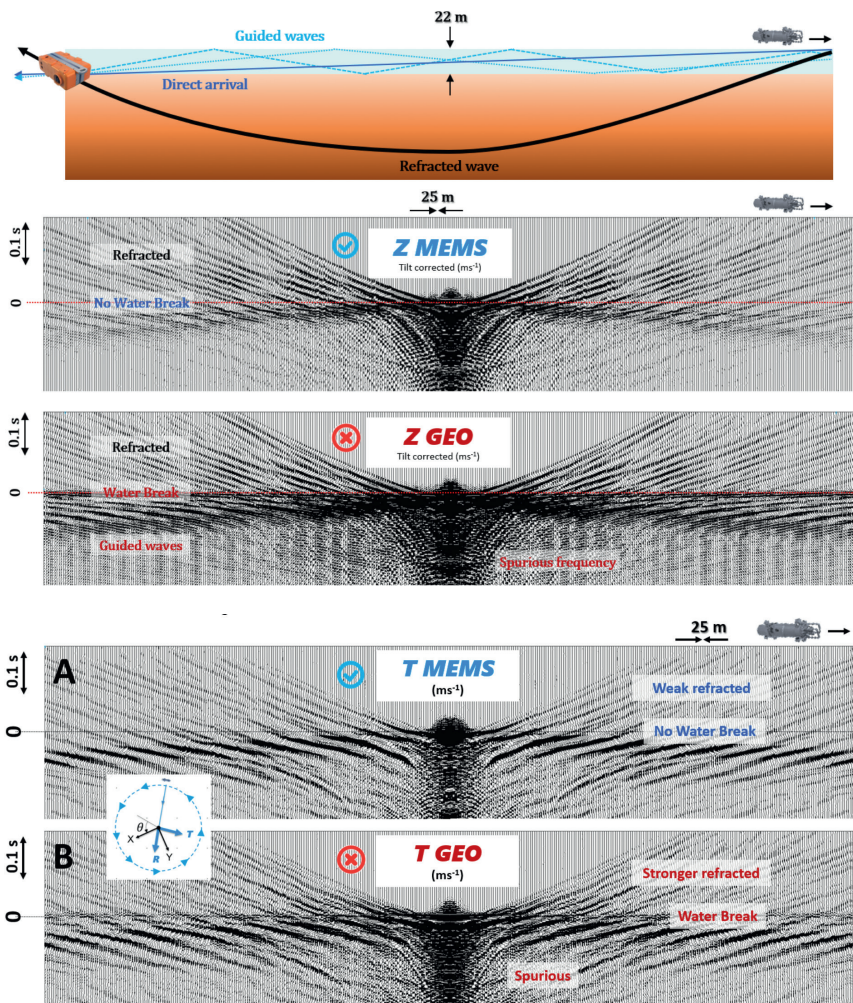 22 m
Guided waves
Direct arrival
Refracted wave
25 m
0.1 s
Z MEMS
Tilt corrected (ms-1)
Refracted
0
No Water Break
0.1 s
Z GEO
Tilt corrected (ms-1)
Refracted
0
Water Break
Guided waves
Spurious frequency
25 m
A
0.1 s
T MEMS
(ms-1)
Weak refracted
0
No Water Break
θ
X
Y
R
T
B
0.1 s
T GEO
(ms-1)
Stronger refracted
0
Water Break
Spurious